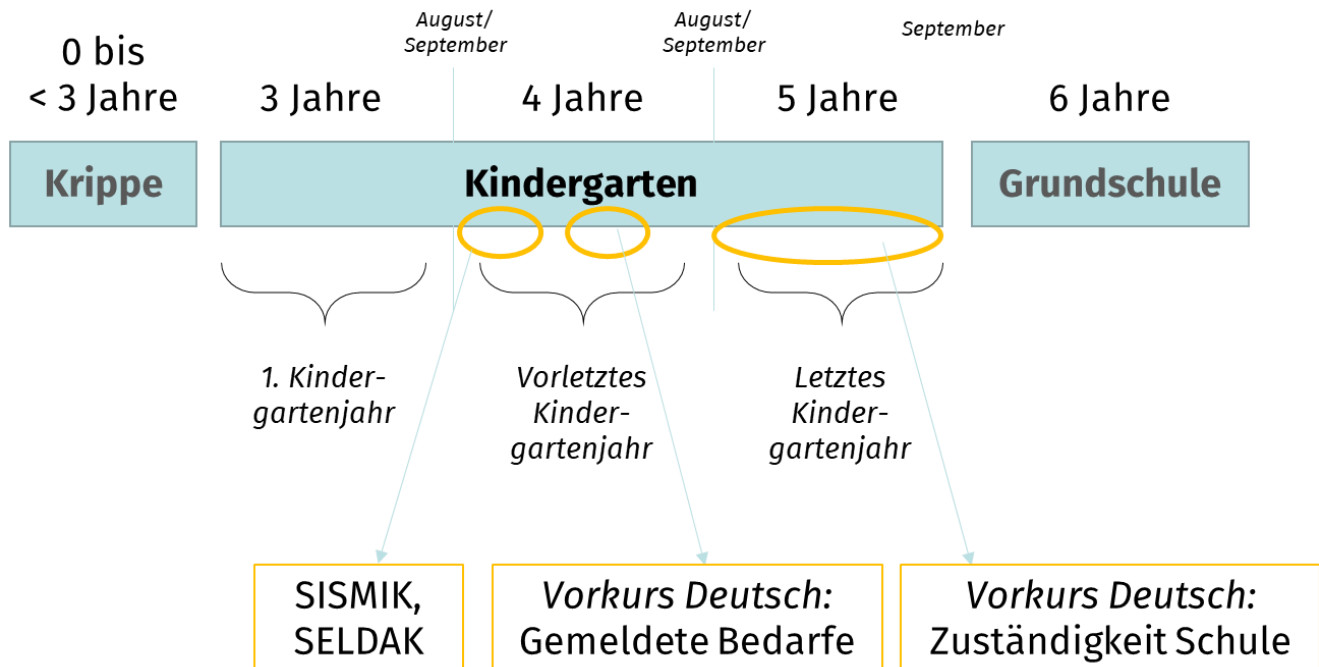 August/
September
August/
September
September
0 bis
< 3 Jahre
3 Jahre
4 Jahre
5 Jahre
6 Jahre
Krippe
Kindergarten
Grundschule
1. Kinder-
gartenjahr
Vorletztes
Kinder-
gartenjahr
Letztes
Kinder-
gartenjahr
SISMIK,
SELDAK
Vorkurs Deutsch:
Gemeldete Bedarfe
Vorkurs Deutsch:
Zuständigkeit Schule